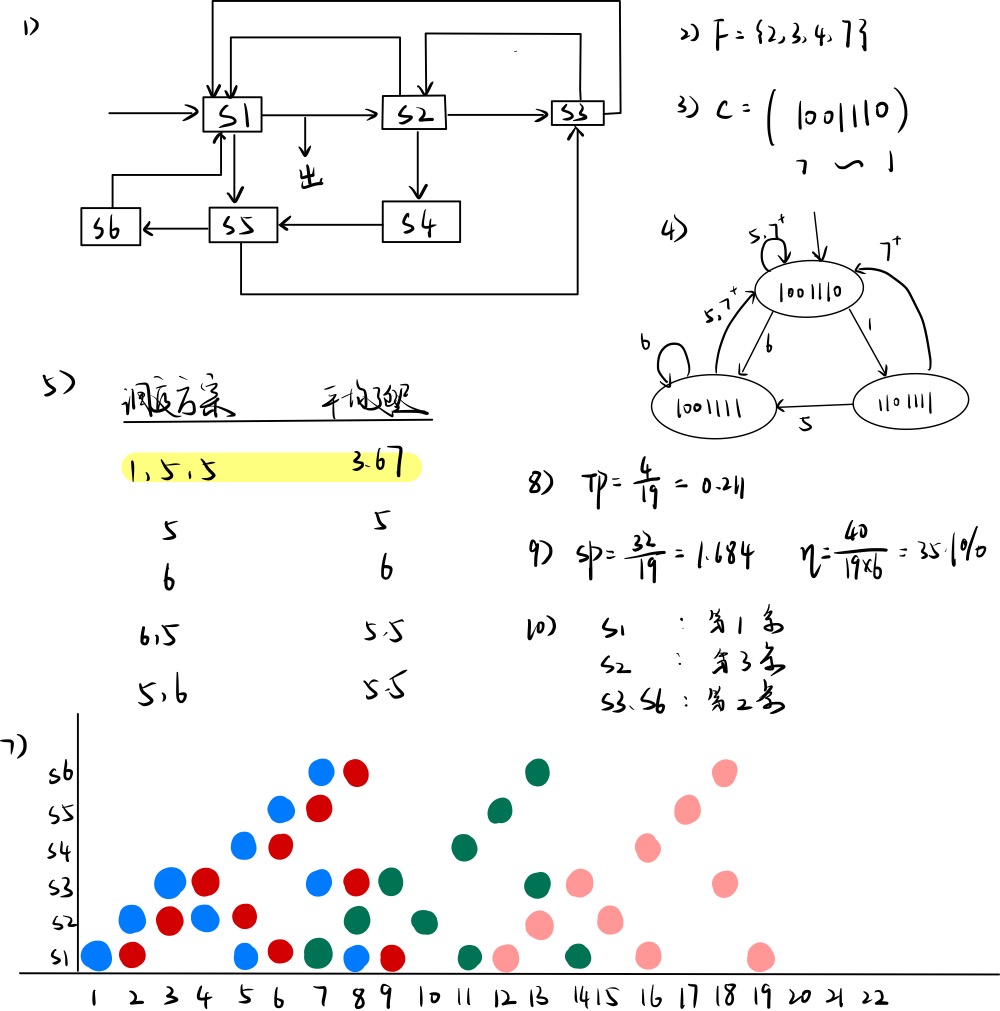 1)
S1
S2
S3
出
S6
S5
S4
2) F = {2,3,4,7}
3) C = (1001110)
7 ~ 1
4)
5,7⁺
7⁺
1001110
5,7⁺
6
1
6
1001111
1101111
5
5)
调度方案 平均延迟
1,5,5 3.67
5 5
6 6
6,5 5.5
5,6 5.5
8) TP = 4/19 = 0.211
9) SP = 32/19 = 1.684 η = 40/19×6 = 35.1%
10) S1 : 第1条
S2 : 第3条
S3.S6 : 第2条
7)
S6
S5
S4
S3
S2
S1
1 2 3 4 5 6 7 8 9 10 11 12 13 14 15 16 17 18 19 20 21 22